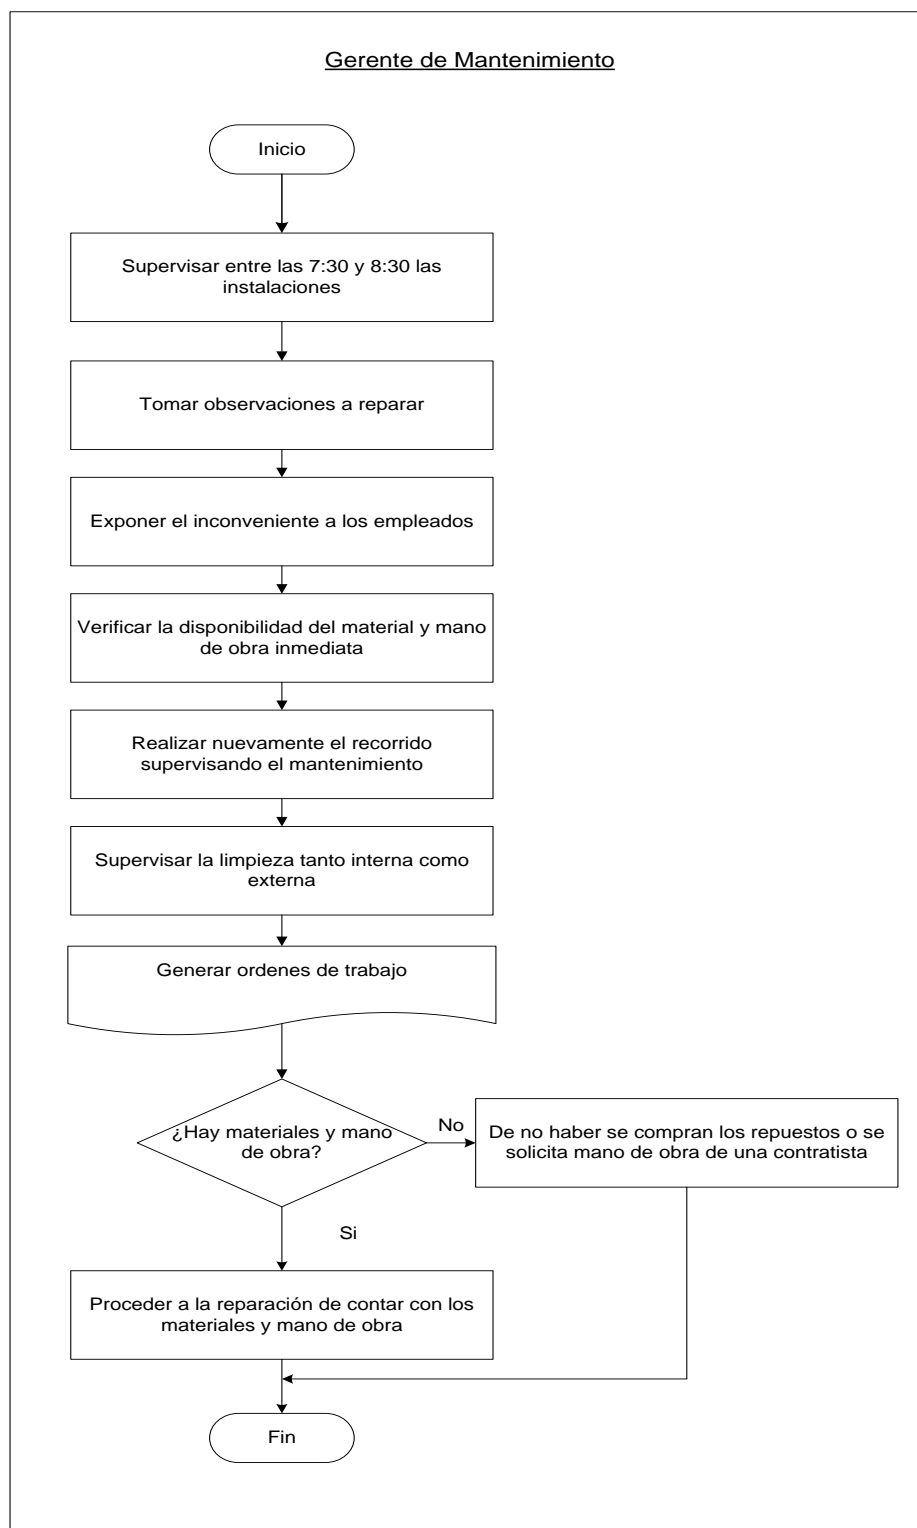 Gerente de Mantenimiento
Inicio
Supervisar entre las 7:30 y 8:30 las
instalaciones
Tomar observaciones a reparar
Exponer el inconveniente a los empleados
Verificar la disponibilidad del material y mano
de obra inmediata
Realizar nuevamente el recorrido
supervisando el mantenimiento
Supervisar la limpieza tanto interna como
externa
Generar ordenes de trabajo
¿Hay materiales y mano
de obra?
No
De no haber se compran los repuestos o se
solicita mano de obra de una contratista
Si
Proceder a la reparación de contar con los
materiales y mano de obra
Fin